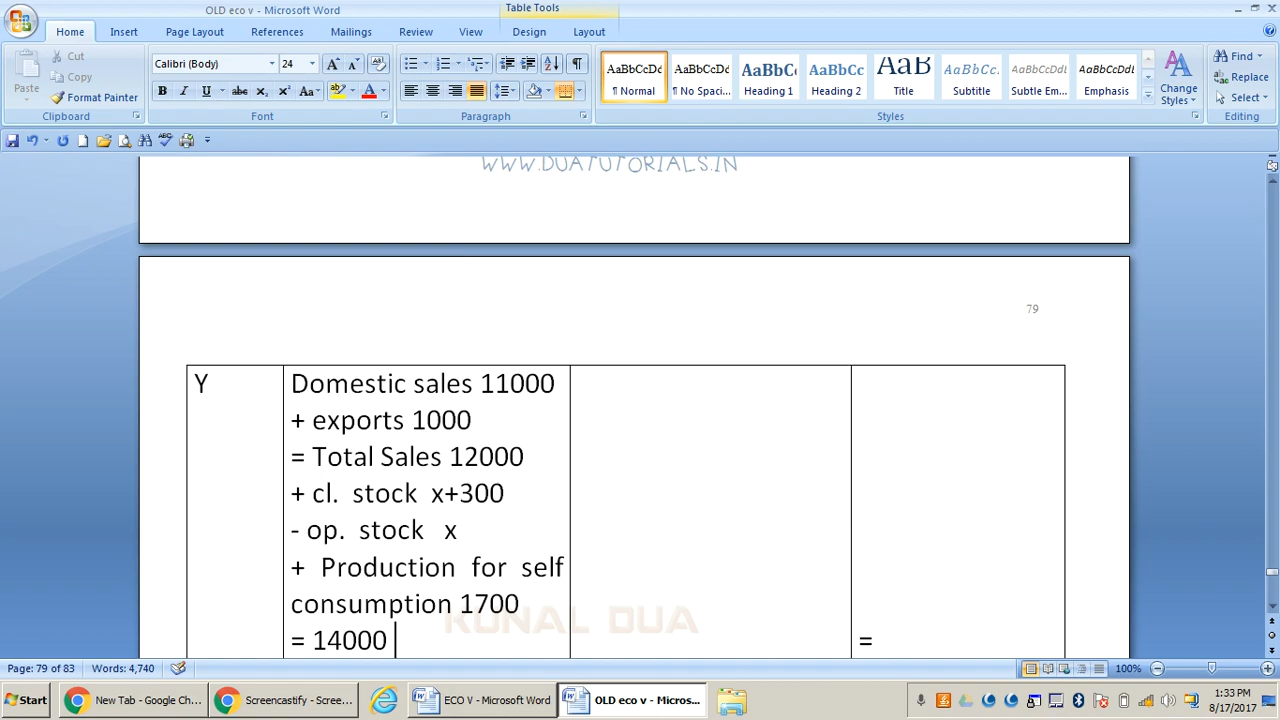 OLD eco v - Microsoft Word
Table Tools
Home Insert Page Layout References Mailings Review View Design Layout
Cut
Copy
Paste
Format Painter
Clipboard
Calibri (Body) 24
Font
Paragraph
AaBbCcDc AaBbCcDc AaBbCc AaBbCc AaB AaBbCc. AaBbCcDdI AaBbCcDc
¶ Normal ¶ No Spaci... Heading 1 Heading 2 Title Subtitle Subtle Em... Emphasis
Styles
Change
Styles
Find
Replace
Select
Editing
WWW.DUATUTORIALS.IN
79
Y
Domestic sales 11000
+ exports 1000
= Total Sales 12000
+ cl. stock x+300
- op. stock x
+ Production for self
consumption 1700
= 14000
=
KUNAL DUA
Page: 79 of 83 Words: 4,740 100%
Start New Tab - Google Ch... Screencastify - Scree... ECO V - Microsoft Word OLD eco v - Micros...
1:33 PM
8/17/2017